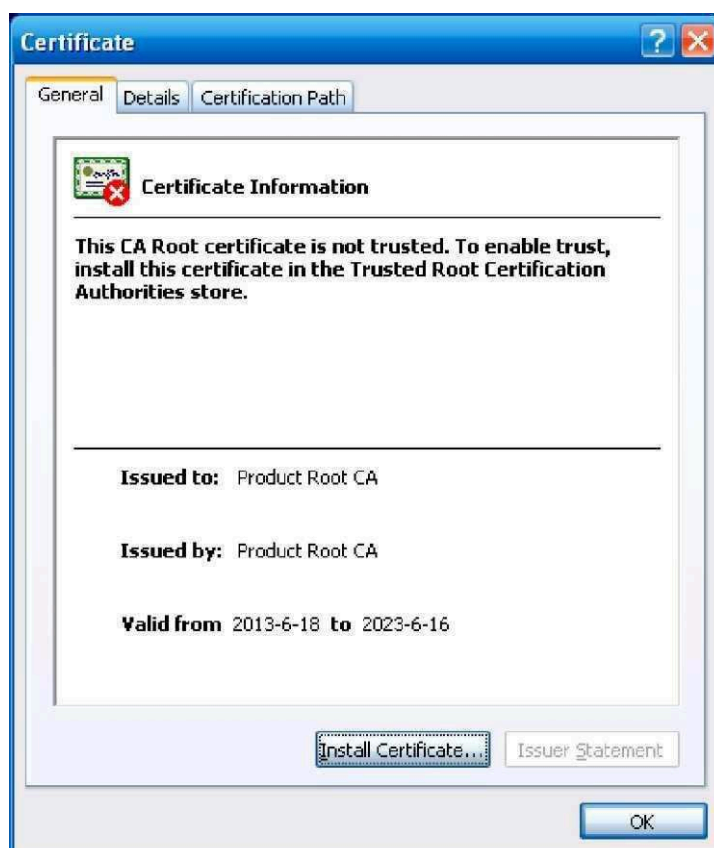 Certificate
General Details Certification Path
Certificate Information
This CA Root certificate is not trusted. To enable trust,
install this certificate in the Trusted Root Certification
Authorities store.
Issued to: Product Root CA
Issued by: Product Root CA
Valid from 2013-6-18 to 2023-6-16
Install Certificate... Issuer Statement
OK